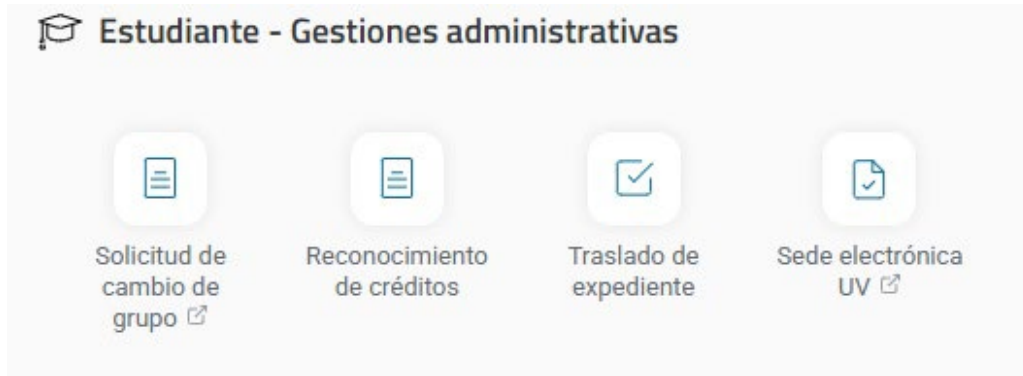 Estudiante - Gestiones administrativas
Solicitud de
cambio de
grupo
Reconocimiento
de créditos
Traslado de
expediente
Sede electrónica
UV